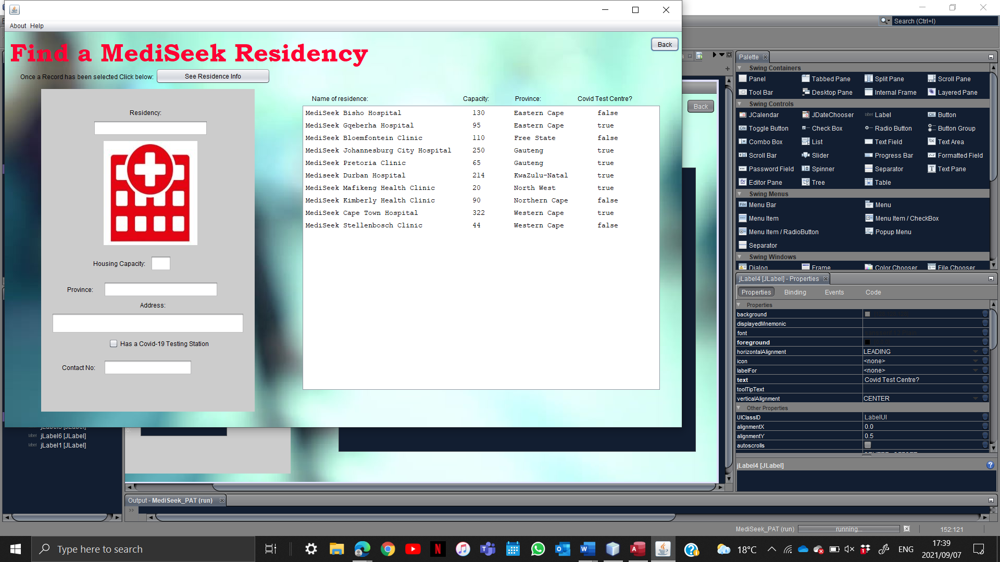 About Help
Back
Find a MediSeek Residency
Once a Record has been selected Click below: See Residence Info
Residency:
Housing Capacity:
Province:
Address:
Has a Covid-19 Testing Station
Contact No:
Name of residence: Capacity: Province: Covid Test Centre?
MediSeek Bisho Hospital 130 Eastern Cape false
MediSeek Gqeberha Hospital 95 Eastern Cape true
MediSeek Bloemfontein Clinic 110 Free State false
MediSeek Johannesburg City Hospital 250 Gauteng true
MediSeek Pretoria Clinic 65 Gauteng true
Mediseek Durban Hospital 214 KwaZulu-Natal true
MediSeek Mafikeng Health Clinic 20 North West true
MediSeek Kimberly Health Clinic 90 Northern Cape false
MediSeek Cape Town Hospital 322 Western Cape true
MediSeek Stellenbosch Clinic 44 Western Cape false
Back
Search (Ctrl+I)
Palette
Swing Containers
Panel Tabbed Pane Split Pane Scroll Pane
Tool Bar Desktop Pane Internal Frame Layered Pane
Swing Controls
JCalendar JDateChooser label Label OK Button
ON Toggle Button Check Box Radio Button Button Group
Combo Box List Text Field Text Area
Scroll Bar Slider Progress Bar Formatted Field
Password Field Spinner Separator Text Pane
Editor Pane Tree Table
Swing Menus
File Menu Bar Menu
Menu Item Menu Item / CheckBox
Menu Item / RadioButton Popup Menu
Separator
Swing Windows
Dialog Frame Color Chooser File Chooser
jLabel4 [JLabel] - Properties
Properties Binding Events Code
Properties
background
displayedMnemonic
font
foreground
horizontalAlignment LEADING
icon <none>
labelFor <none>
text Covid Test Centre?
toolTipText
verticalAlignment CENTER
Other Properties
UIClassID LabelUI
alignmentX 0.0
alignmentY 0.5
autoscrolls
jLabel4 [JLabel]
label jLabel6 [JLabel]
label jLabel1 [JLabel]
Output - MediSeek_PAT (run)
MediSeek_PAT (run) running... 152:121
Type here to search
18°C ENG 17:39
2021/09/07